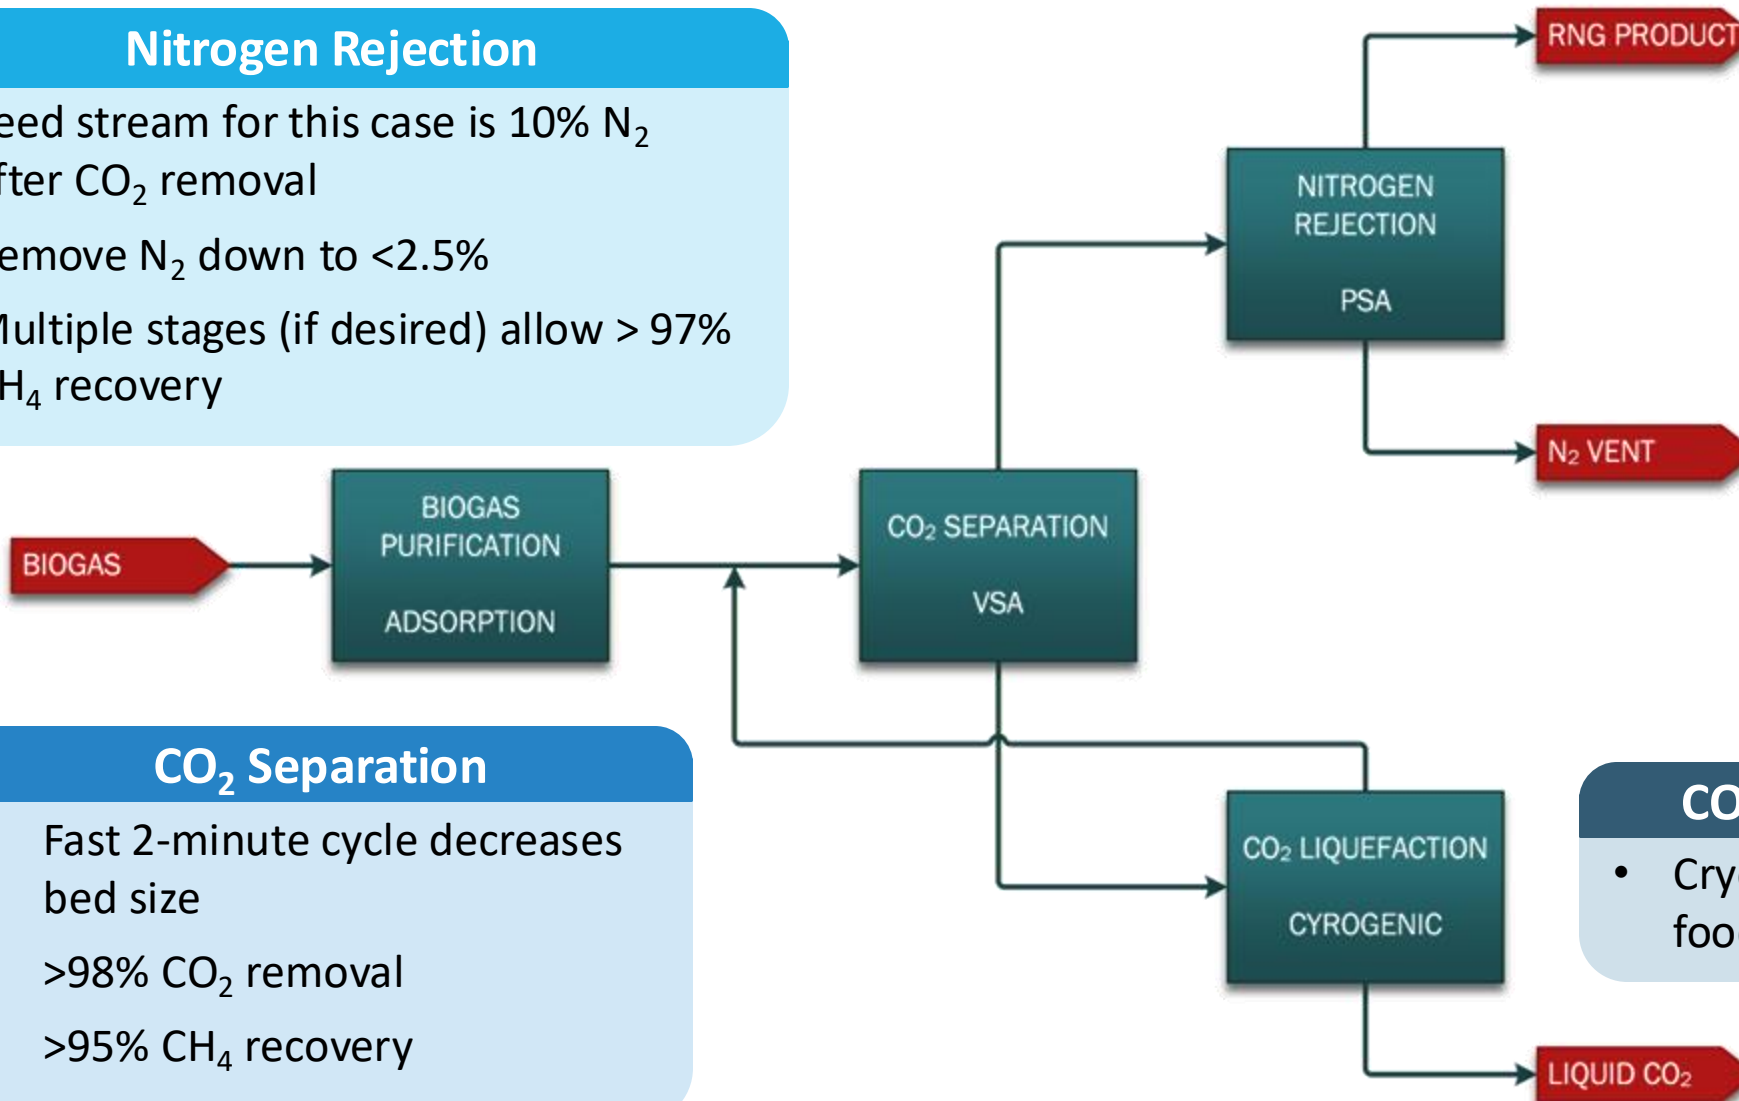 Nitrogen Rejection
eed stream for this case is 10% N₂
fter CO₂ removal
emove N₂ down to <2.5%
Multiple stages (if desired) allow > 97%
H₄ recovery
RNG PRODUCT
NITROGEN
REJECTION
PSA
N₂ VENT
BIOGAS
BIOGAS
PURIFICATION
ADSORPTION
CO₂ SEPARATION
VSA
CO₂ Separation
Fast 2-minute cycle decreases
bed size
>98% CO₂ removal
>95% CH₄ recovery
CO₂ LIQUEFACTION
CYROGENIC
CO
• Cry
foo
LIQUID CO₂